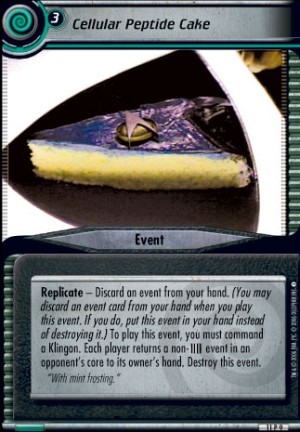 3
Cellular Peptide Cake
Event
Replicate – Discard an event from your hand. (You may
discard an event card from your hand when you play
this event. If you do, put this event in your hand instead
of destroying it.) To play this event, you must command
a Klingon. Each player returns a non- event in an
opponent's core to its owner's hand. Destroy this event.
"With mint frosting."